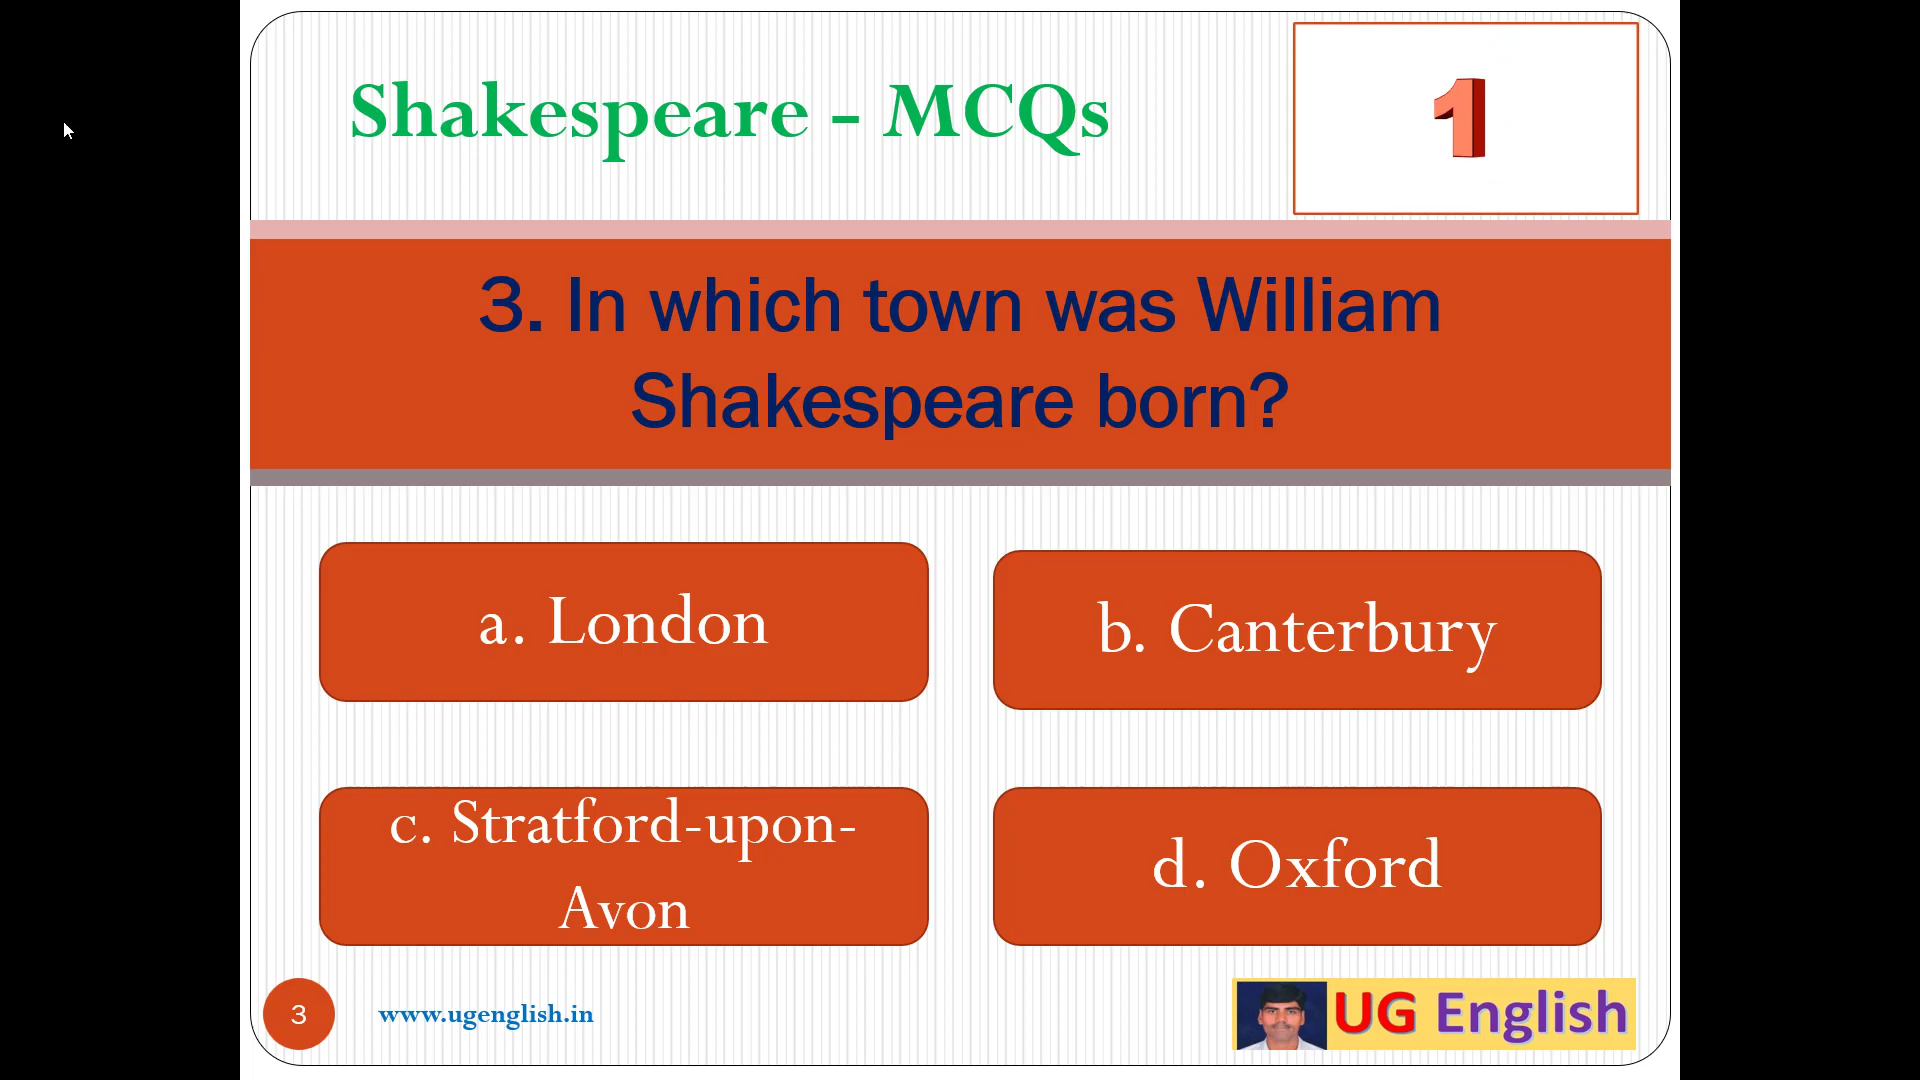 Shakespeare - MCQs
1
3. In which town was William
Shakespeare born?
a. London
b. Canterbury
c. Stratford-upon-
Avon
d. Oxford
3
www.ugenglish.in
UG English